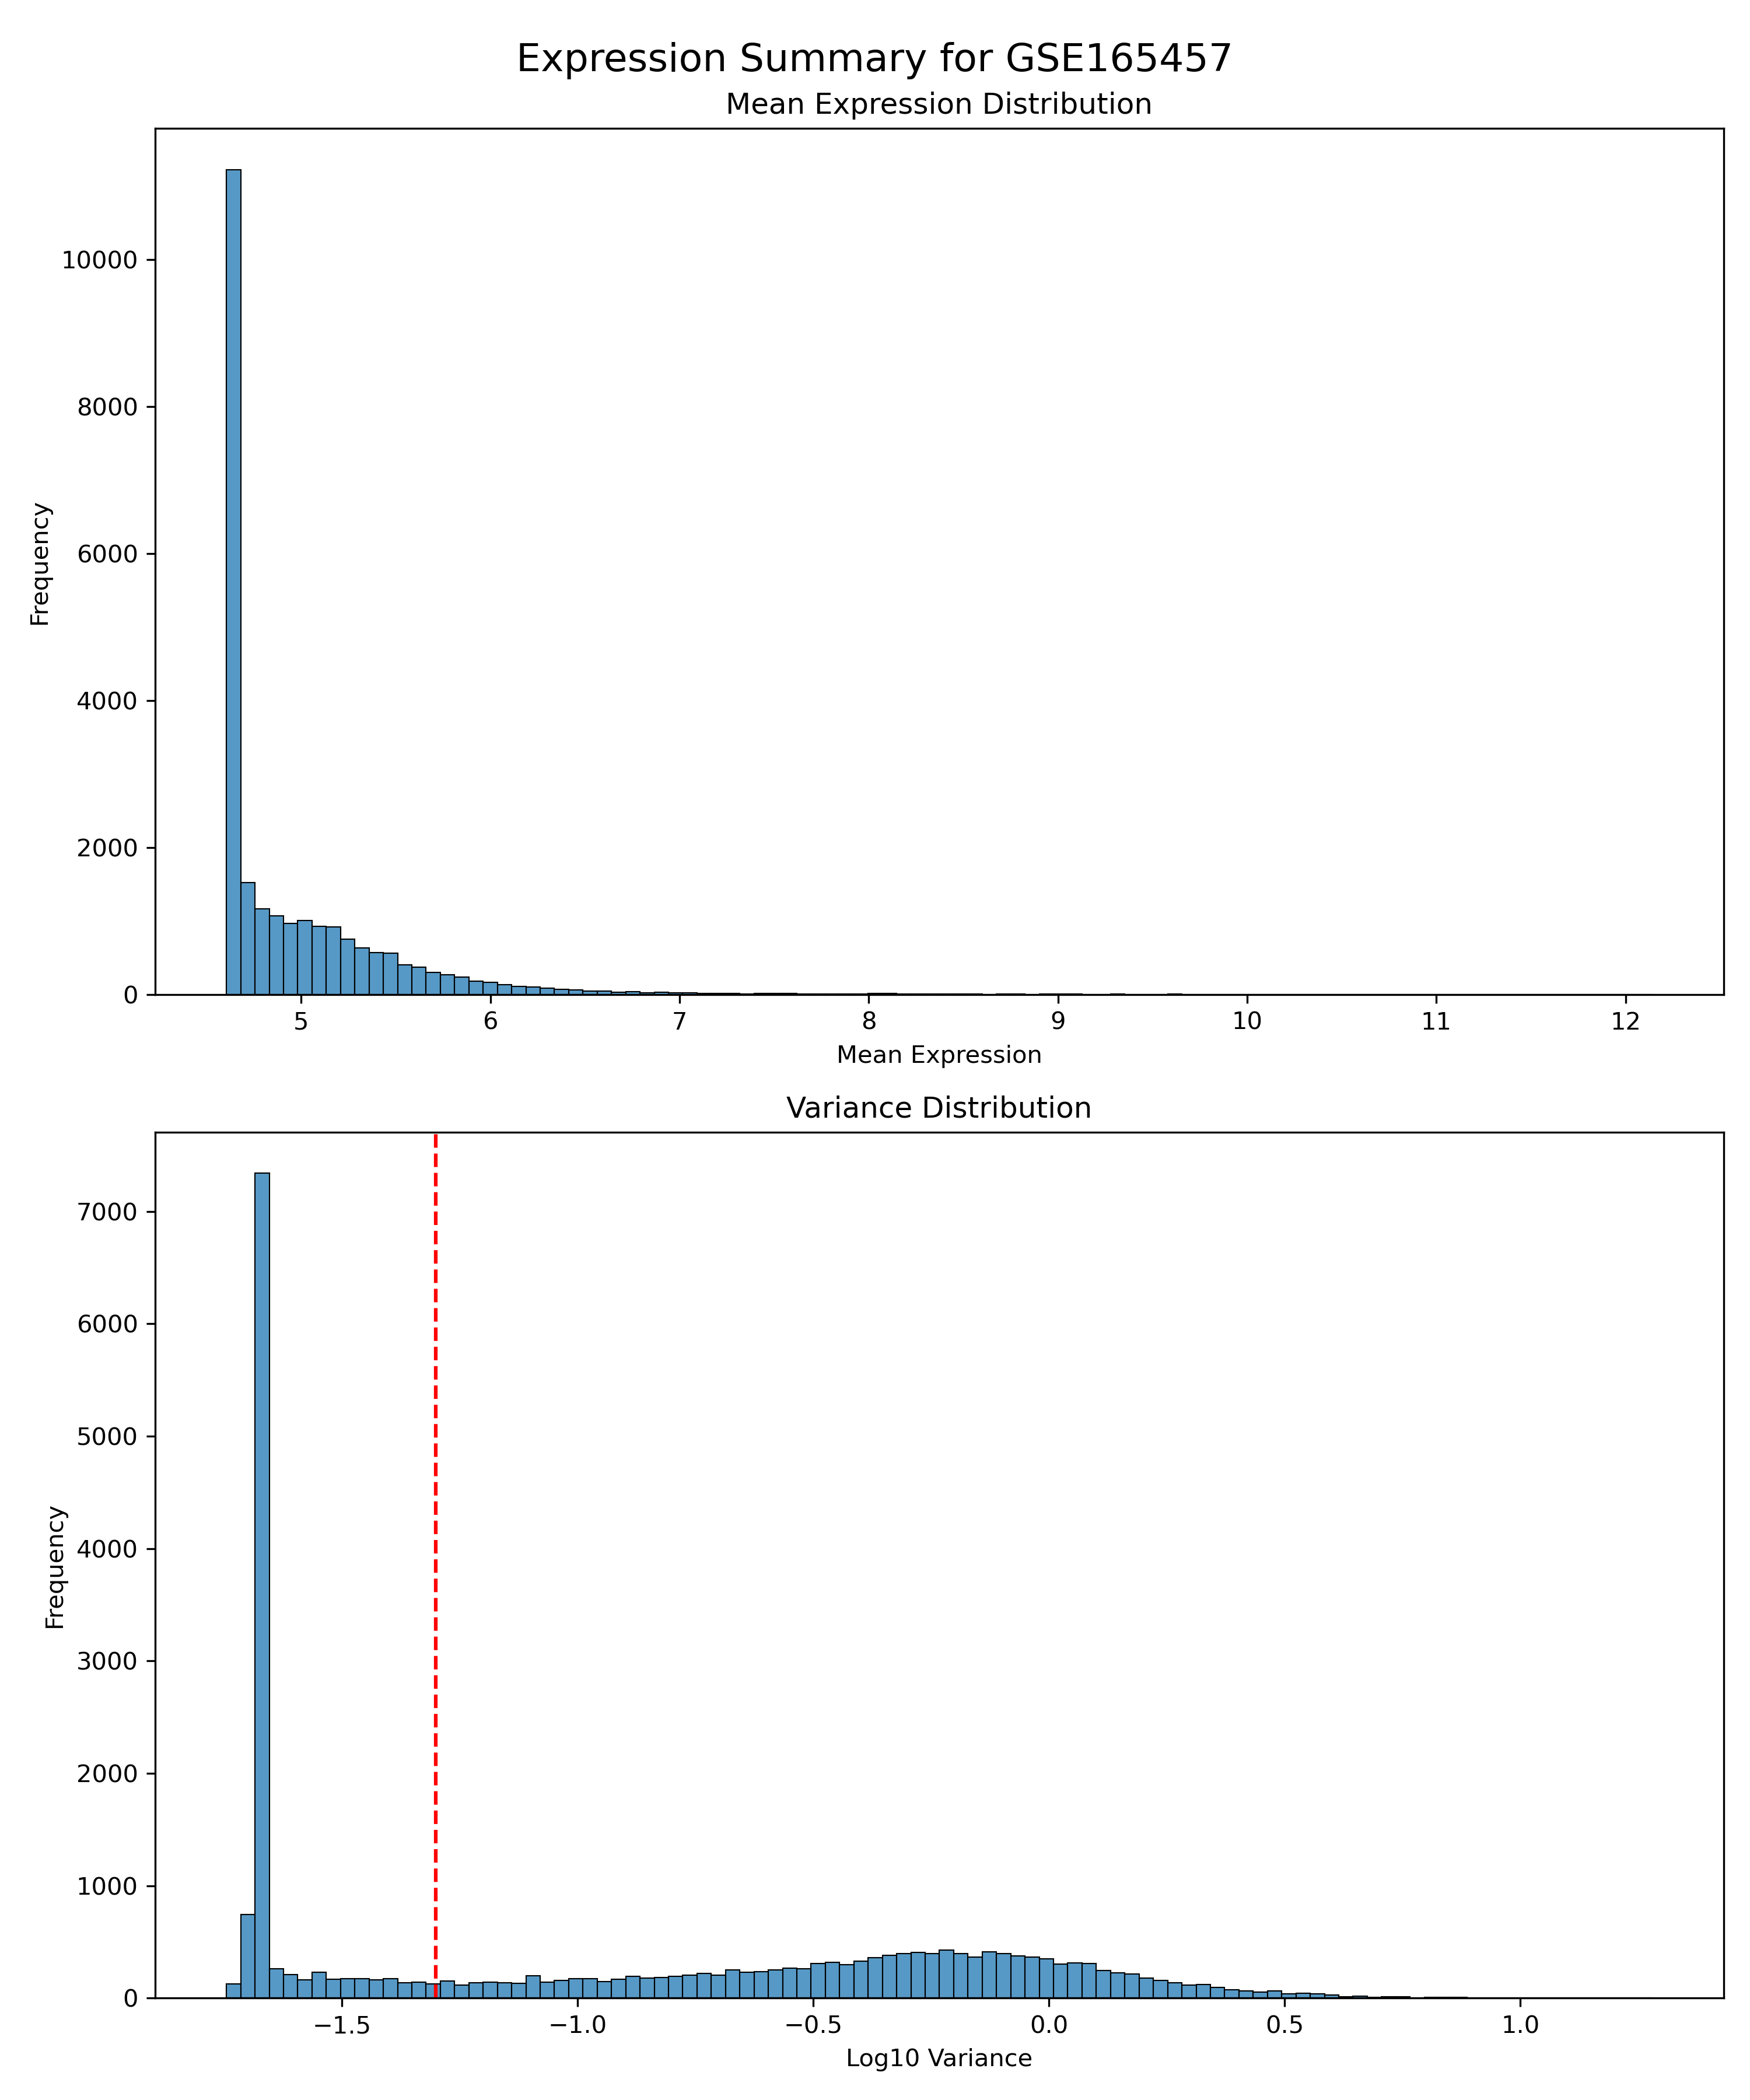 Expression Summary for GSE165457
Mean Expression Distribution
10000
8000
6000
4000
2000
0
Frequency
5 6 7 8 9 10 11 12
Mean Expression
Variance Distribution
7000
6000
5000
4000
3000
2000
1000
0
Frequency
−1.5 −1.0 −0.5 0.0 0.5 1.0
Log10 Variance